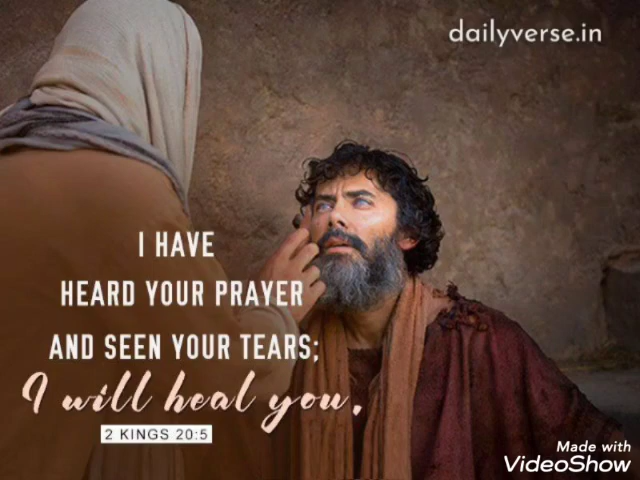 dailyverse.in
I HAVE
HEARD YOUR PRAYER
AND SEEN YOUR TEARS;
I will heal you.
2 KINGS 20:5
Made with
VideoShow